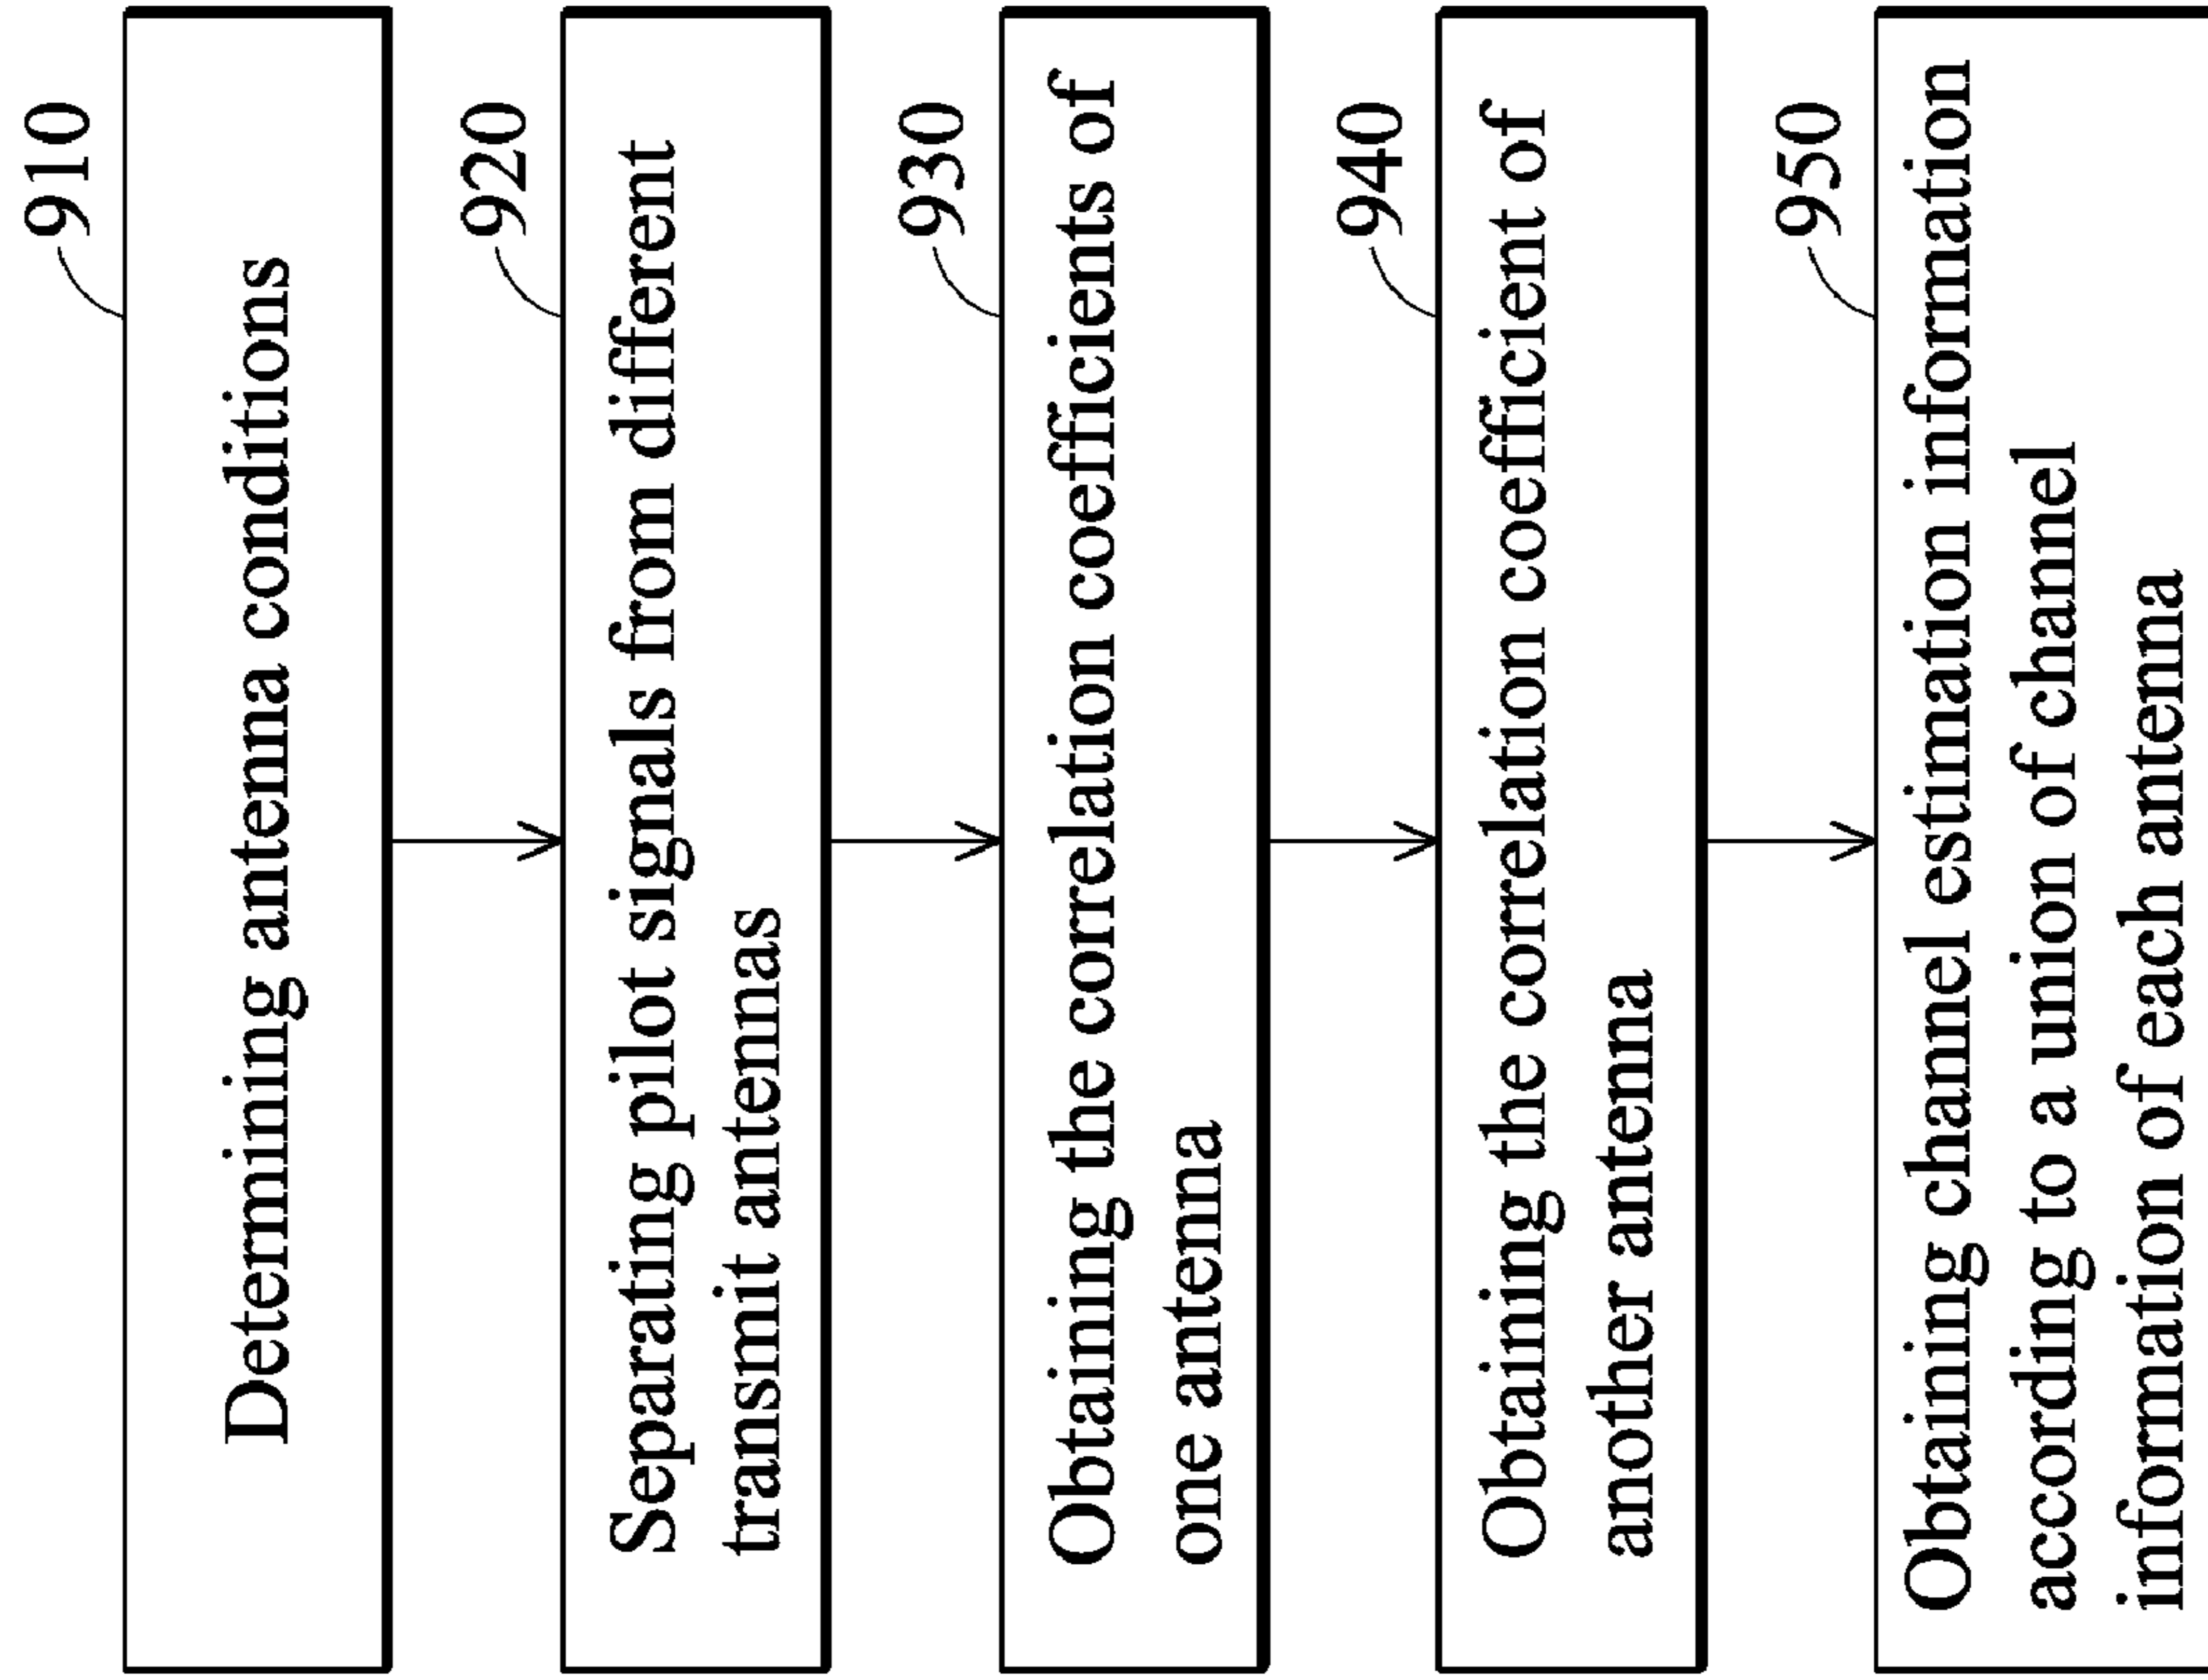 910
Determining antenna conditions
920
Separating pilot signals from different
transmit antennas
930
Obtaining the correlation coefficients of
one antenna
940
Obtaining the correlation coefficient of
another antenna
950
Obtaining channel estimation information
according to a union of channel
information of each antenna